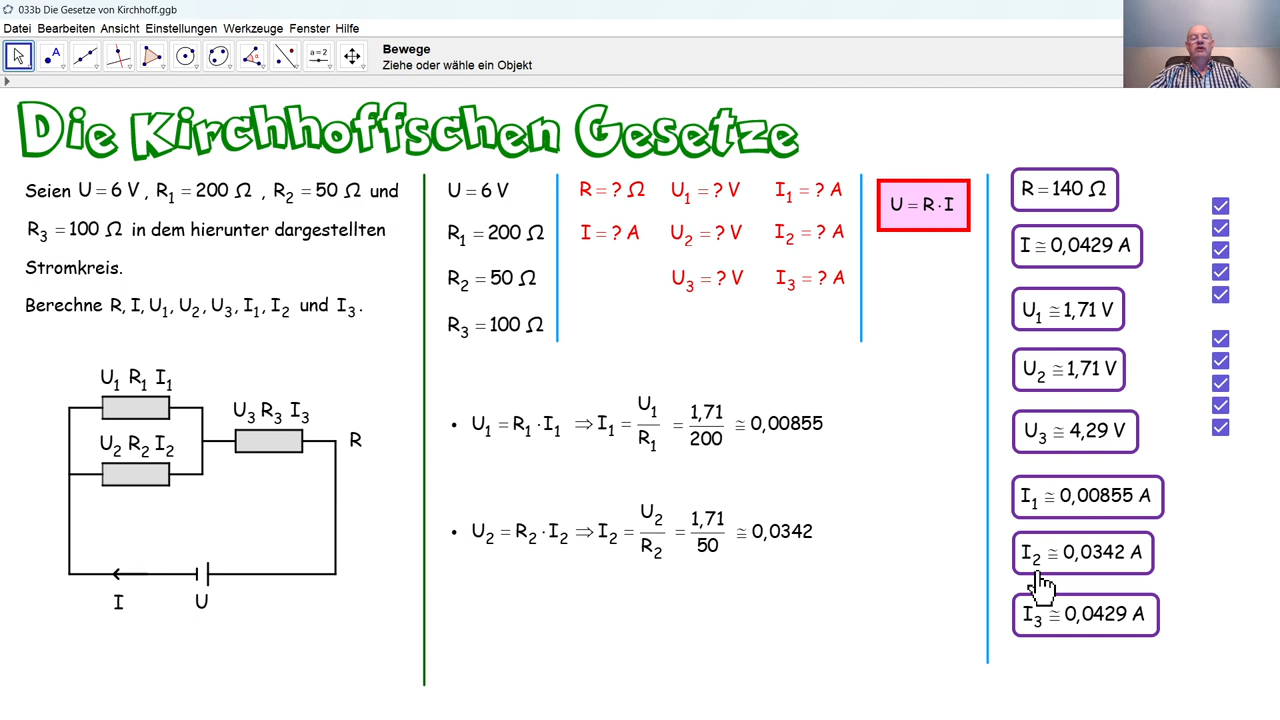 033b Die Gesetze von Kirchhoff.ggb
Datei Bearbeiten Ansicht Einstellungen Werkzeuge Fenster Hilfe
A
a = 2
Bewege
Ziehe oder wähle ein Objekt
Die Kirchhoffschen Gesetze
Seien U = 6 V , R₁ = 200 Ω , R₂ = 50 Ω und
R₃ = 100 Ω in dem hierunter dargestellten
Stromkreis.
Berechne R, I, U₁, U₂, U₃, I₁, I₂ und I₃.
U₁ R₁ I₁
U₂ R₂ I₂
U₃ R₃ I₃
R
I
U
U = 6 V
R₁ = 200 Ω
R₂ = 50 Ω
R₃ = 100 Ω
R = ? Ω U₁ = ? V I₁ = ? A
I = ? A U₂ = ? V I₂ = ? A
U₃ = ? V I₃ = ? A
U = R · I
• U₁ = R₁ · I₁ ⇒ I₁ = U₁/R₁ = 1,71/200 ≅ 0,00855
• U₂ = R₂ · I₂ ⇒ I₂ = U₂/R₂ = 1,71/50 ≅ 0,0342
R = 140 Ω
I ≅ 0,0429 A
U₁ ≅ 1,71 V
U₂ ≅ 1,71 V
U₃ ≅ 4,29 V
I₁ ≅ 0,00855 A
I₂ ≅ 0,0342 A
I₃ ≅ 0,0429 A